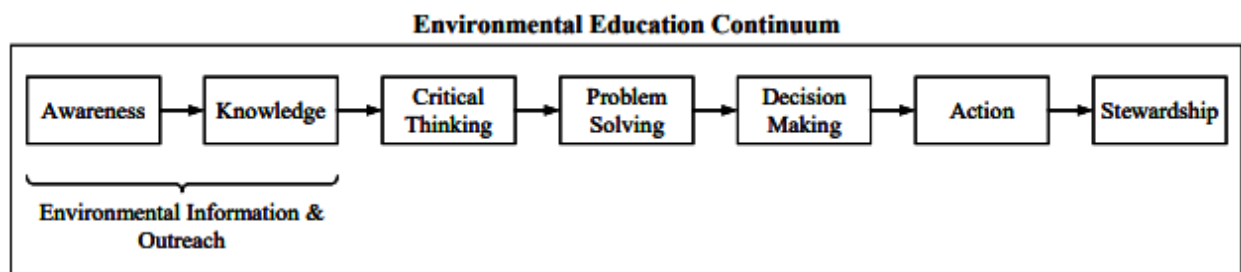 Environmental Education Continuum
Awareness
Knowledge
Critical
Thinking
Problem
Solving
Decision
Making
Action
Stewardship
Environmental Information &
Outreach